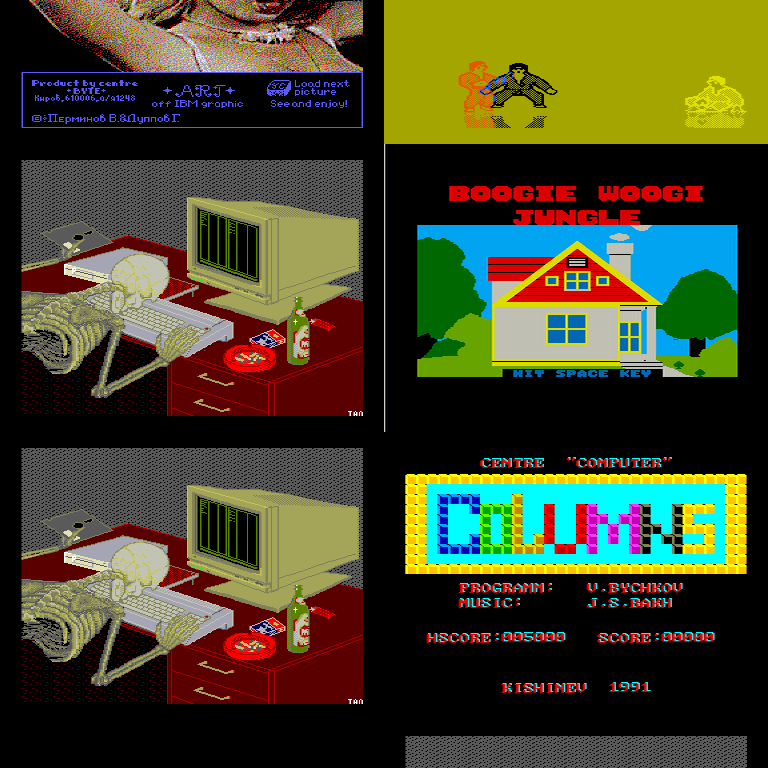 Product by centre
•BYTE•
Киров,610006,а/я1248
✦ART✦
off IBM graphic
Load next
picture
See and enjoy!
©÷Перминов В.&Луппов Г.
BOOGIE WOOGI
JUNGLE
HIT SPACE KEY
TAO
TAO
CENTRE "COMPUTER"
COLUMNS
PROGRAMM: V.BYCHKOV
MUSIC: J.S.BAKH
HSCORE:005000 SCORE:00000
KISHINEV 1991